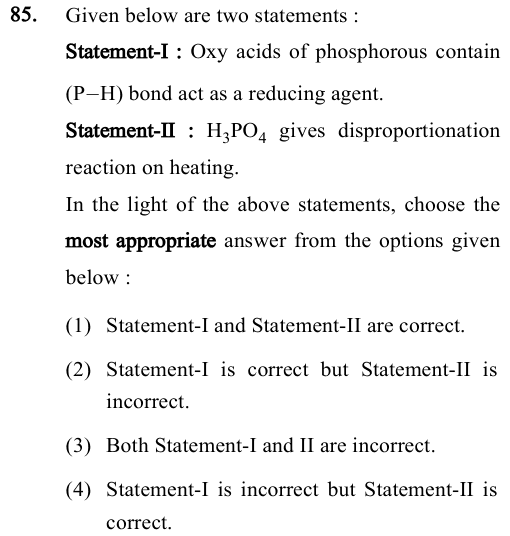 85. Given below are two statements :
Statement-I : Oxy acids of phosphorous contain
(P–H) bond act as a reducing agent.
Statement-II : H₃PO₄ gives disproportionation
reaction on heating.
In the light of the above statements, choose the
most appropriate answer from the options given
below :
(1) Statement-I and Statement-II are correct.
(2) Statement-I is correct but Statement-II is
incorrect.
(3) Both Statement-I and II are incorrect.
(4) Statement-I is incorrect but Statement-II is
correct.